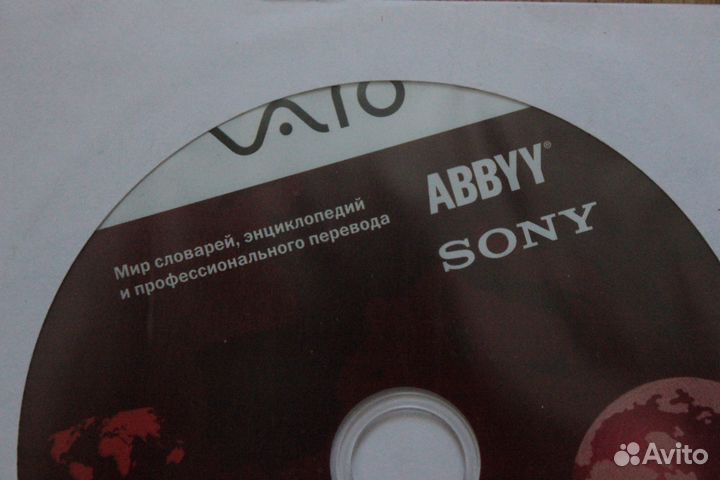 VAIO
ABBYY®
SONY
Мир словарей, энциклопедий
и профессионального перевода
Avito